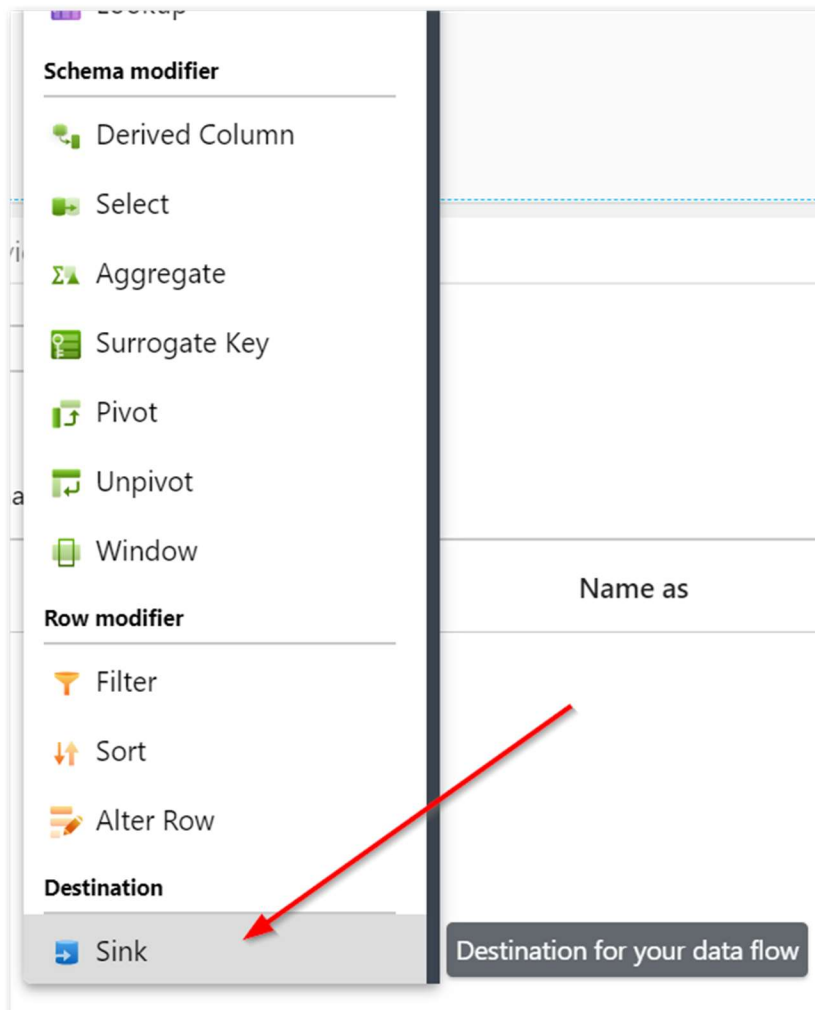 Schema modifier
Derived Column
Select
Aggregate
Surrogate Key
Pivot
Unpivot
Window
Name as
Row modifier
Filter
Sort
Alter Row
Destination
Sink
Destination for your data flow